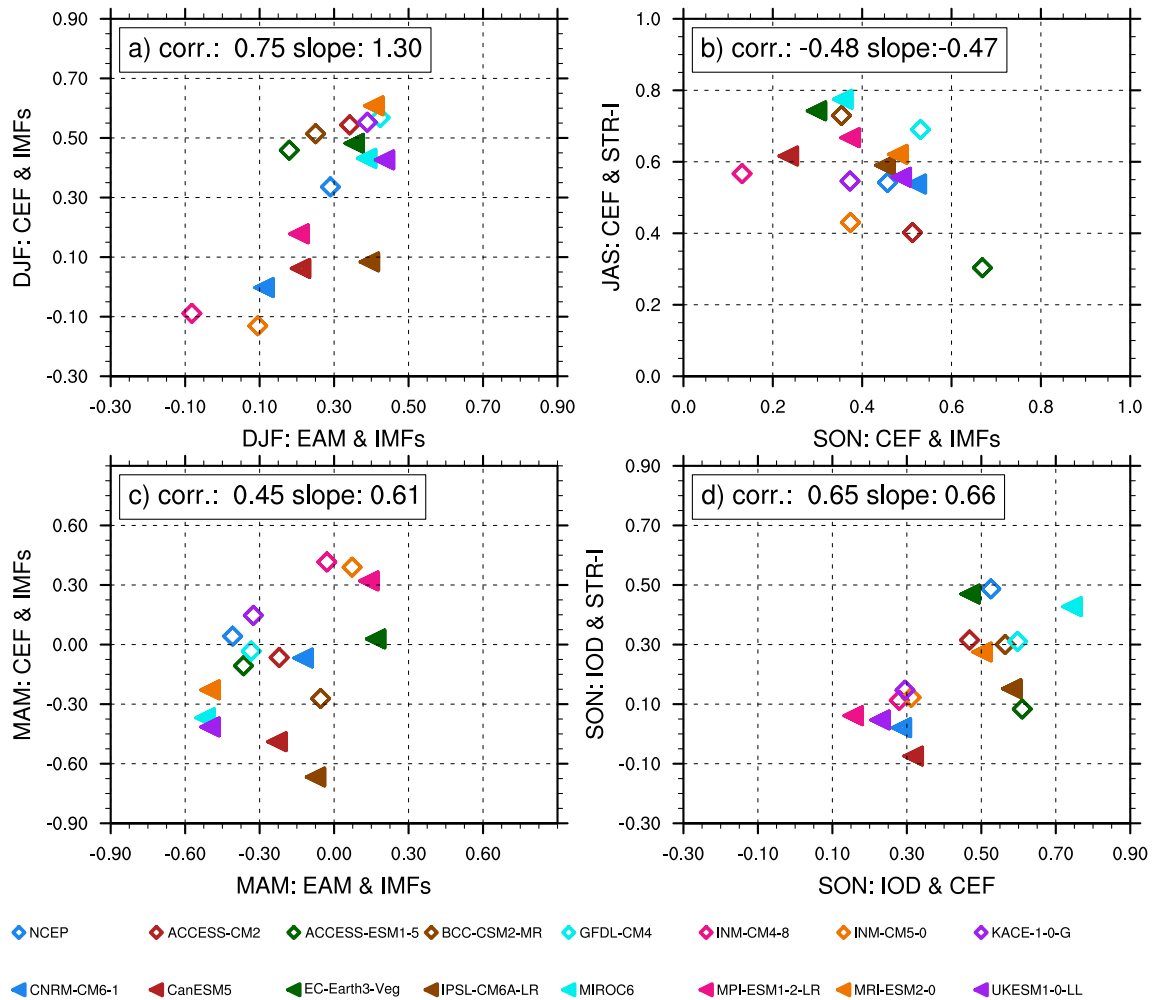 a) corr.: 0.75 slope: 1.30
0.90
0.70
0.50
0.30
0.10
-0.10
-0.30
DJF: CEF & IMFs
-0.30 -0.10 0.10 0.30 0.50 0.70 0.90
DJF: EAM & IMFs
b) corr.: -0.48 slope:-0.47
1.0
0.8
0.6
0.4
0.2
0.0
JAS: CEF & STR-I
0.0 0.2 0.4 0.6 0.8 1.0
SON: CEF & IMFs
c) corr.: 0.45 slope: 0.61
0.60
0.30
0.00
-0.30
-0.60
-0.90
MAM: CEF & IMFs
-0.90 -0.60 -0.30 0.00 0.30 0.60
MAM: EAM & IMFs
d) corr.: 0.65 slope: 0.66
0.90
0.70
0.50
0.30
0.10
-0.10
-0.30
SON: IOD & STR-I
-0.30 -0.10 0.10 0.30 0.50 0.70 0.90
SON: IOD & CEF
NCEP ACCESS-CM2 ACCESS-ESM1-5 BCC-CSM2-MR GFDL-CM4 INM-CM4-8 INM-CM5-0 KACE-1-0-G
CNRM-CM6-1 CanESM5 EC-Earth3-Veg IPSL-CM6A-LR MIROC6 MPI-ESM1-2-LR MRI-ESM2-0 UKESM1-0-LL